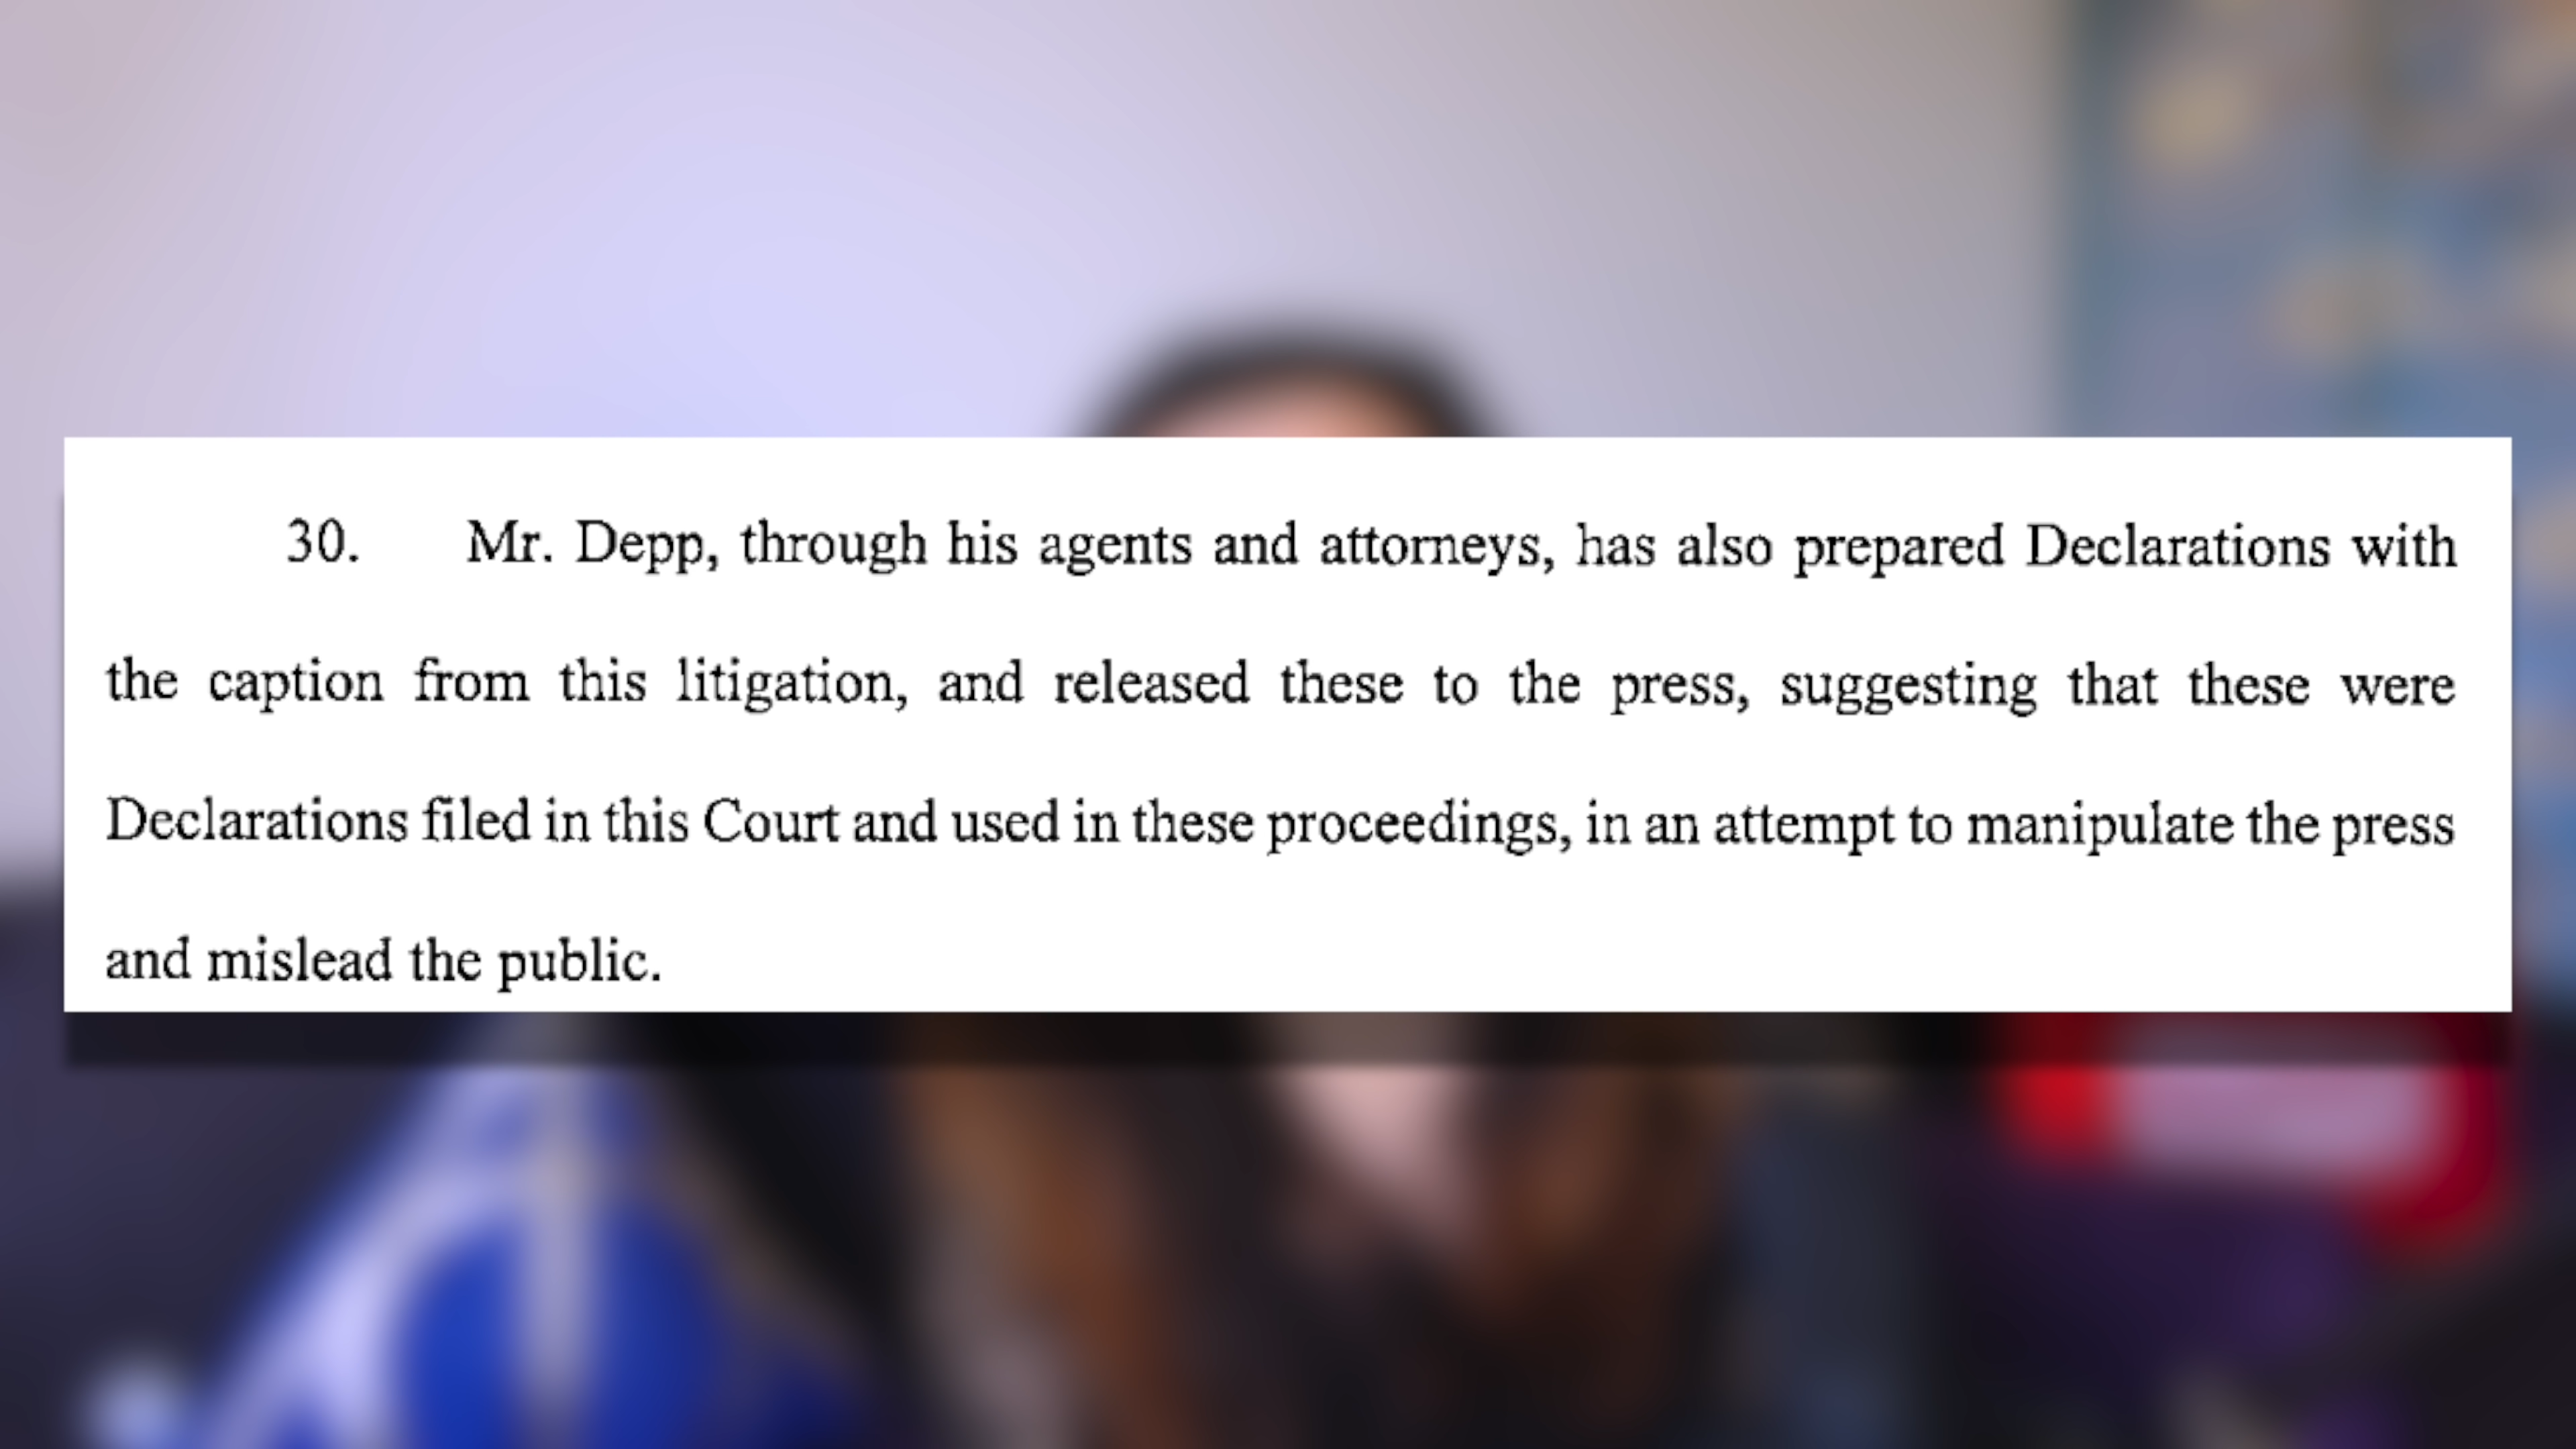 30. Mr. Depp, through his agents and attorneys, has also prepared Declarations with
the caption from this litigation, and released these to the press, suggesting that these were
Declarations filed in this Court and used in these proceedings, in an attempt to manipulate the press
and mislead the public.